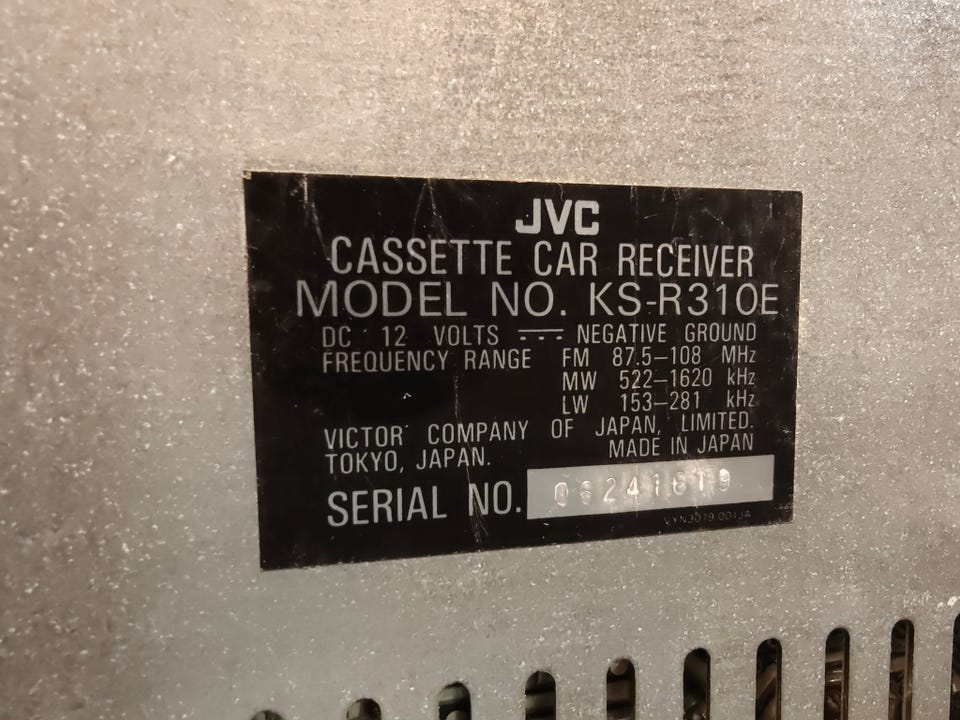 JVC
CASSETTE CAR RECEIVER
MODEL NO. KS-R310E
DC 12 VOLTS NEGATIVE GROUND
FREQUENCY RANGE FM 87.5–108 MHz
MW 522–1620 kHz
LW 153–281 kHz
VICTOR COMPANY OF JAPAN, LIMITED.
TOKYO, JAPAN. MADE IN JAPAN
SERIAL NO.